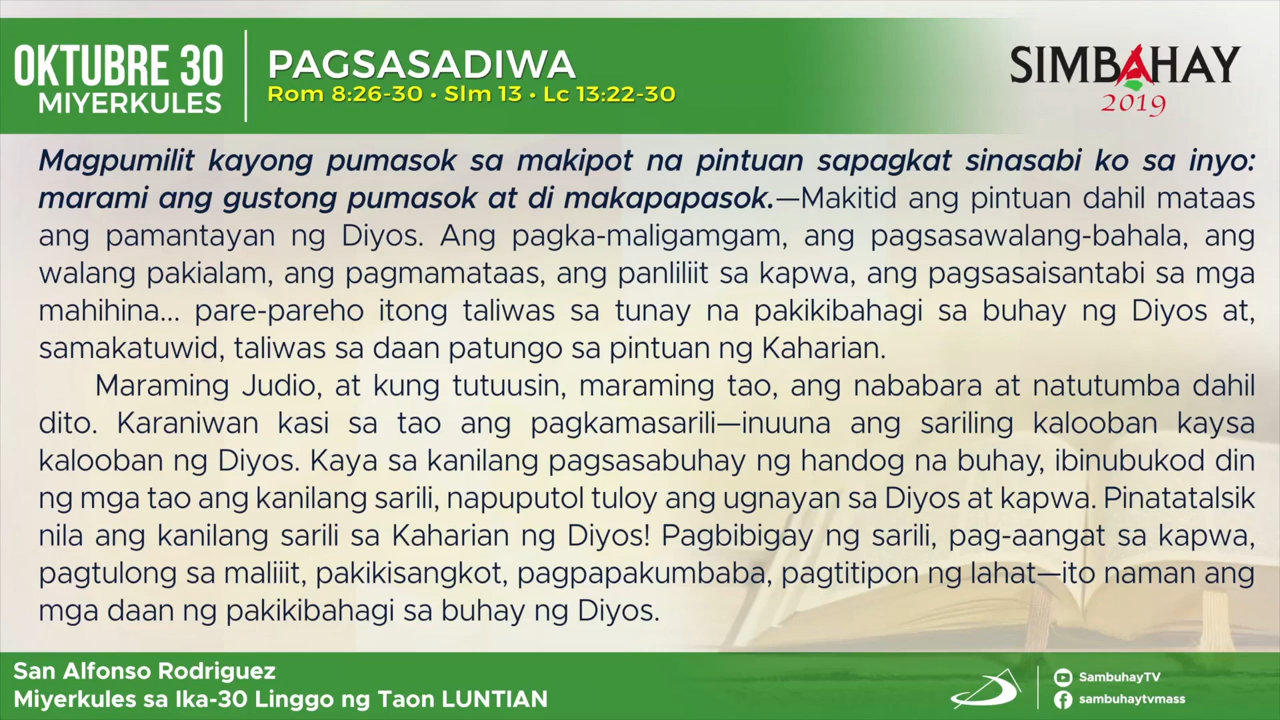 OKTUBRE 30
MIYERKULES
PAGSASADIWA
Rom 8:26-30 • Slm 13 • Lc 13:22-30
SIMBAHAY
2019
Magpumilit kayong pumasok sa makipot na pintuan sapagkat sinasabi ko sa inyo:
marami ang gustong pumasok at di makapapasok.—Makitid ang pintuan dahil mataas
ang pamantayan ng Diyos. Ang pagka-maligamgam, ang pagsasawalang-bahala, ang
walang pakialam, ang pagmamataas, ang panliliit sa kapwa, ang pagsasaisantabi sa mga
mahihina... pare-pareho itong taliwas sa tunay na pakikibahagi sa buhay ng Diyos at,
samakatuwid, taliwas sa daan patungo sa pintuan ng Kaharian.
Maraming Judio, at kung tutuusin, maraming tao, ang nababara at natutumba dahil
dito. Karaniwan kasi sa tao ang pagkamasarili—inuuna ang sariling kalooban kaysa
kalooban ng Diyos. Kaya sa kanilang pagsasabuhay ng handog na buhay, ibinubukod din
ng mga tao ang kanilang sarili, napuputol tuloy ang ugnayan sa Diyos at kapwa. Pinatatalsik
nila ang kanilang sarili sa Kaharian ng Diyos! Pagbibigay ng sarili, pag-aangat sa kapwa,
pagtulong sa maliiit, pakikisangkot, pagpapakumbaba, pagtitipon ng lahat—ito naman ang
mga daan ng pakikibahagi sa buhay ng Diyos.
San Alfonso Rodriguez
Miyerkules sa Ika-30 Linggo ng Taon LUNTIAN
SambuhayTV
sambuhaytvmass